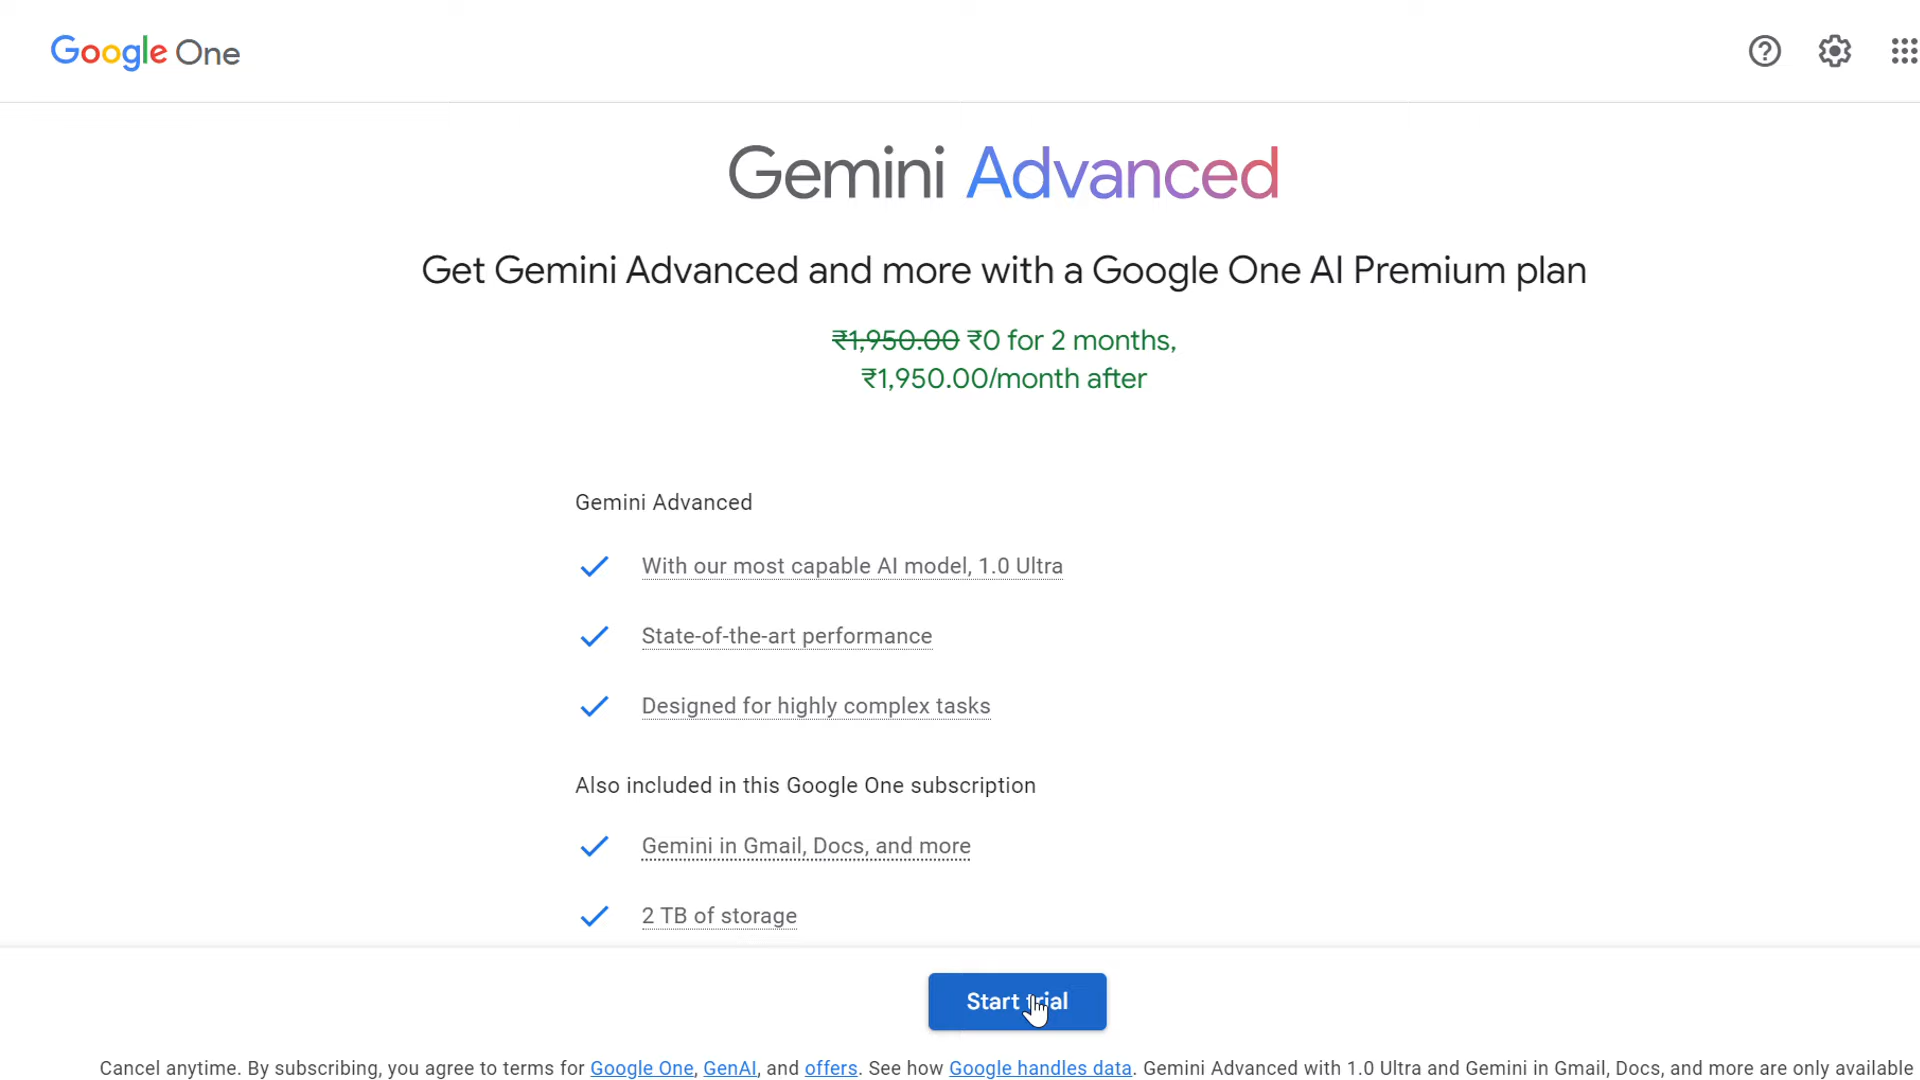 Google One
Gemini Advanced
Get Gemini Advanced and more with a Google One AI Premium plan
₹1,950.00 ₹0 for 2 months,
₹1,950.00/month after
Gemini Advanced
With our most capable AI model, 1.0 Ultra
State-of-the-art performance
Designed for highly complex tasks
Also included in this Google One subscription
Gemini in Gmail, Docs, and more
2 TB of storage
Start trial
Cancel anytime. By subscribing, you agree to terms for Google One, GenAI, and offers. See how Google handles data. Gemini Advanced with 1.0 Ultra and Gemini in Gmail, Docs, and more are only available